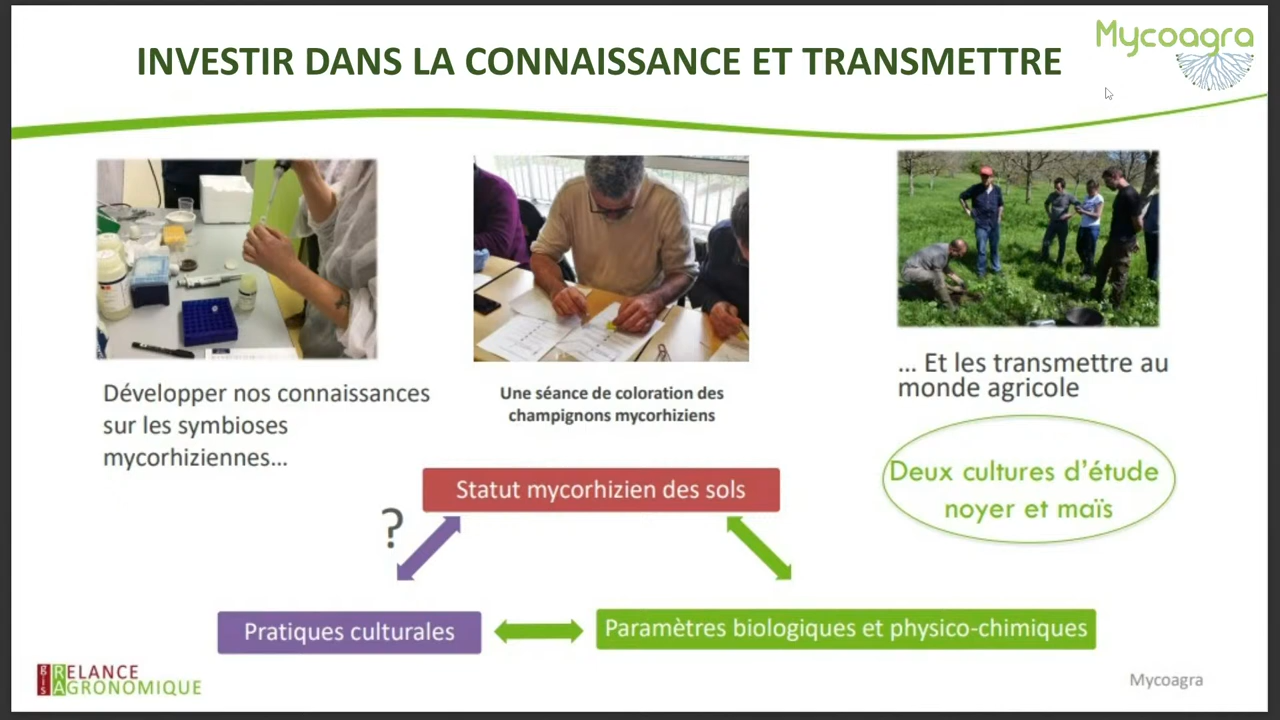 INVESTIR DANS LA CONNAISSANCE ET TRANSMETTRE
Mycoagra
Développer nos connaissances
sur les symbioses
mycorhiziennes...
Une séance de coloration des
champignons mycorhiziens
... Et les transmettre au
monde agricole
Deux cultures d'étude
noyer et maïs
Statut mycorhizien des sols
?
Pratiques culturales
Paramètres biologiques et physico-chimiques
gis RELANCE
AGRONOMIQUE
Mycoagra